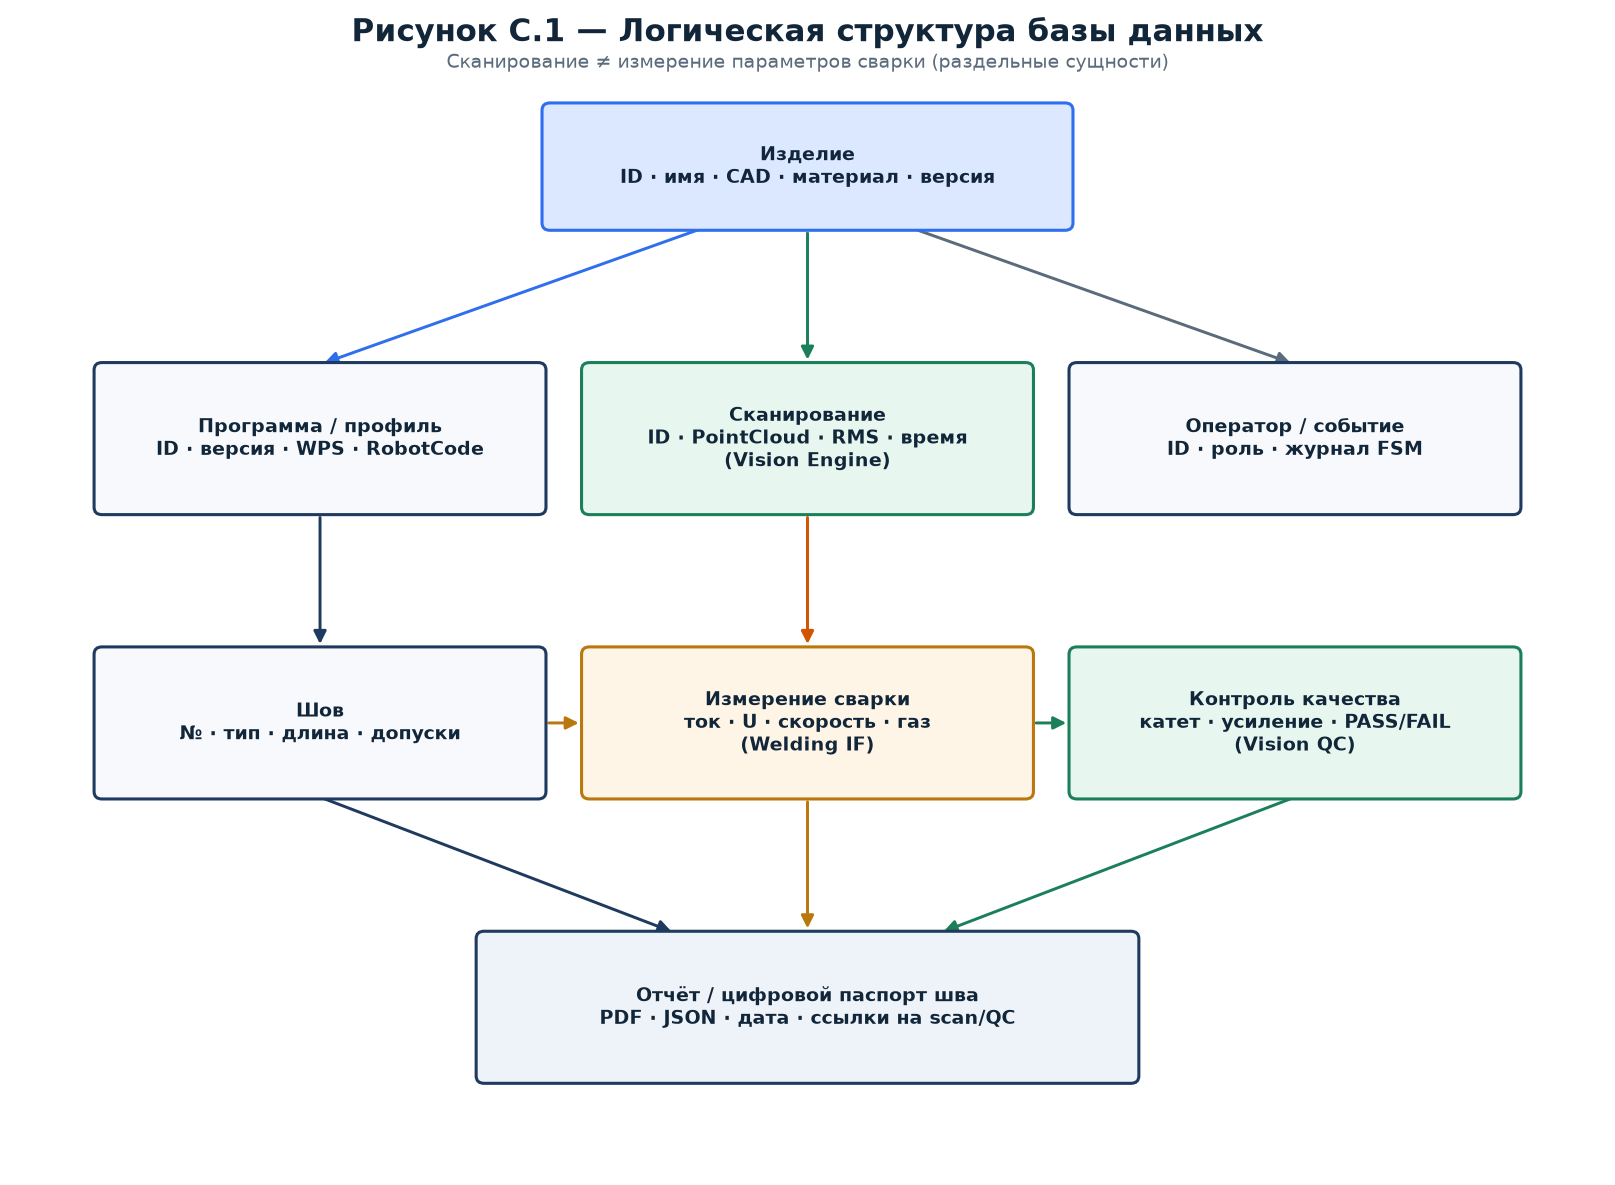 Рисунок С.1 — Логическая структура базы данных
Сканирование ≠ измерение параметров сварки (раздельные сущности)
Изделие
ID · имя · CAD · материал · версия
Программа / профиль
ID · версия · WPS · RobotCode
Сканирование
ID · PointCloud · RMS · время
(Vision Engine)
Оператор / событие
ID · роль · журнал FSM
Шов
№ · тип · длина · допуски
Измерение сварки
ток · U · скорость · газ
(Welding IF)
Контроль качества
катет · усиление · PASS/FAIL
(Vision QC)
Отчёт / цифровой паспорт шва
PDF · JSON · дата · ссылки на scan/QC